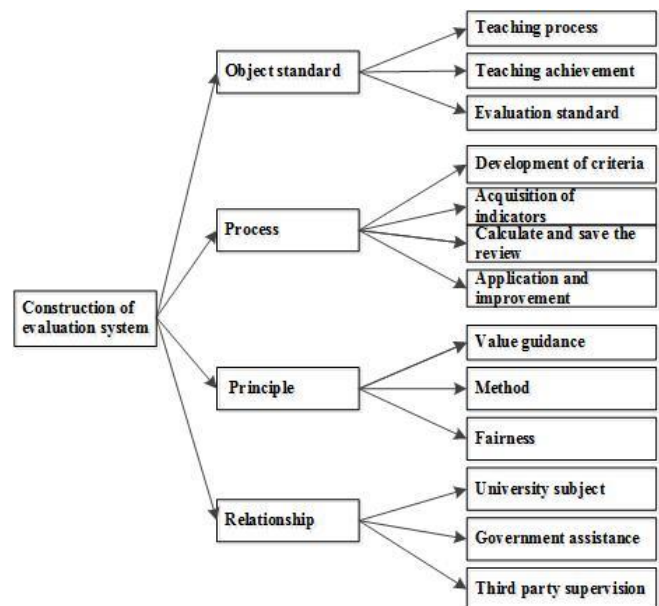 Teaching process
Object standard
Teaching achievement
Evaluation standard
Development of criteria
Acquisition of
indicators
Process
Calculate and save the
review
Application and
improvement
Construction of
evaluation system
Value guidance
Principle
Method
Fairness
University subject
Relationship
Government assistance
Third party supervision